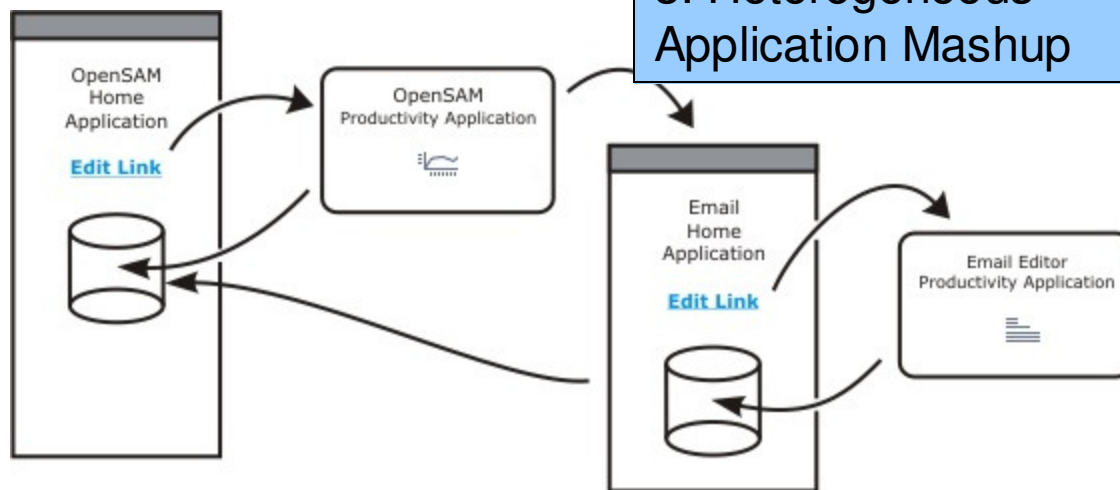 Application Mashup
OpenSAM
Home
Application
Edit Link
OpenSAM
Productivity Application
Email
Home
Application
Edit Link
Email Editor
Productivity Application